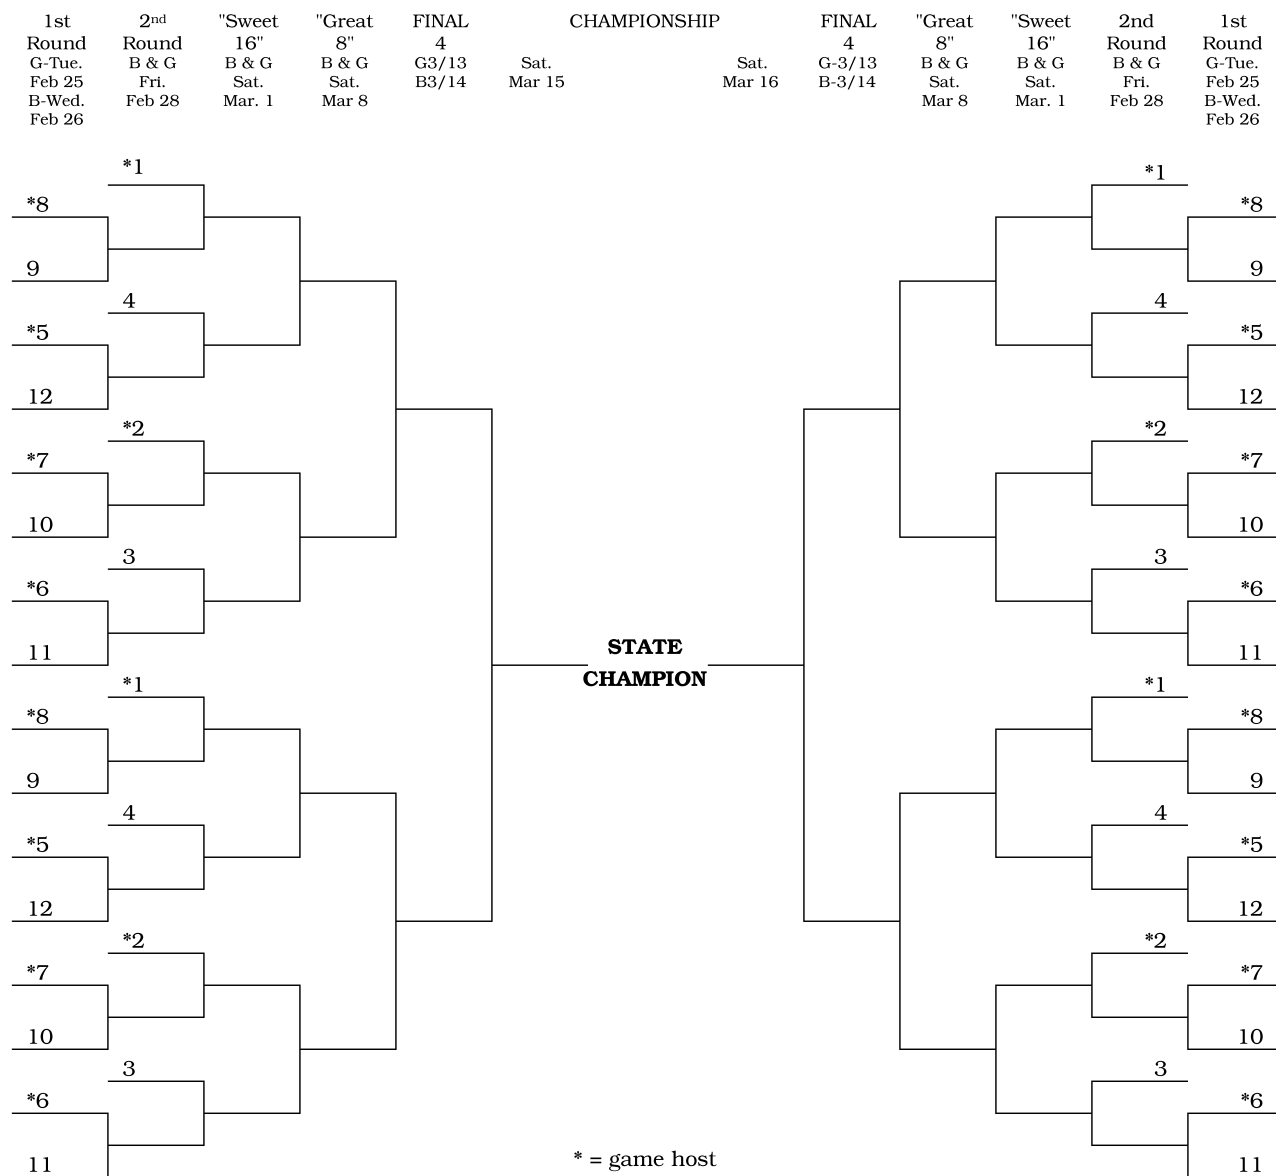 1st 2nd "Sweet "Great FINAL CHAMPIONSHIP FINAL "Great "Sweet 2nd 1st
Round Round 16" 8" 4 4 8" 16" Round Round
G-Tue. B & G B & G B & G G3/13 Sat. Sat. G-3/13 B & G B & G B & G G-Tue.
Feb 25 Fri. Sat. Sat. B3/14 Mar 15 Mar 16 B-3/14 Sat. Sat. Fri. Feb 25
B-Wed. Feb 28 Mar. 1 Mar 8 Mar 8 Mar. 1 Feb 28 B-Wed.
Feb 26 Feb 26
*1 *1
*8 *8
9 9
4 4
*5 *5
12 12
*2 *2
*7 *7
10 10
3 3
*6 *6
STATE
11 11
CHAMPION
*1 *1
*8 *8
9 9
4 4
*5 *5
12 12
*2 *2
*7 *7
10 10
3 3
*6 *6
* = game host
11 11